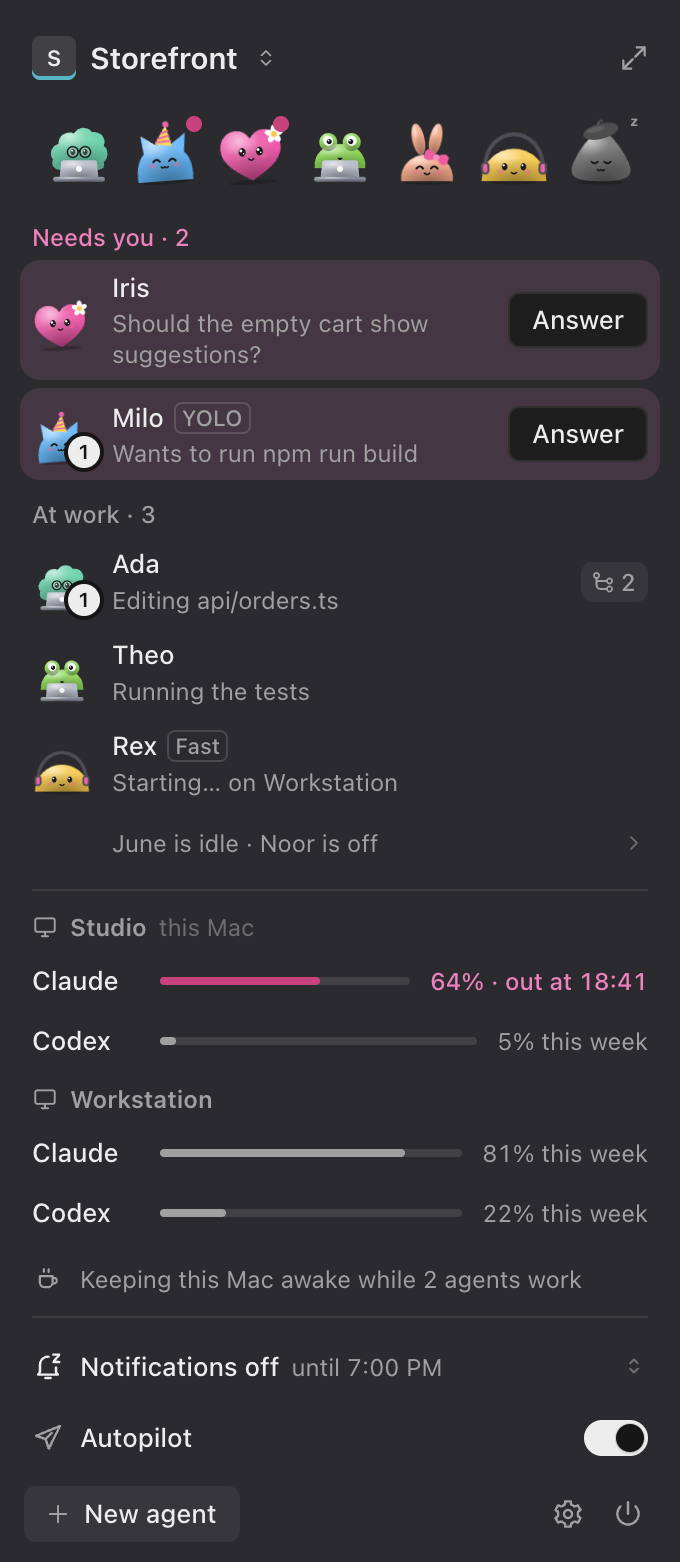 S Storefront
z
Needs you · 2
Iris
Should the empty cart show
suggestions?
Answer
Milo YOLO
1
Wants to run npm run build
Answer
At work · 3
Ada
1
Editing api/orders.ts
2
Theo
Running the tests
Rex Fast
Starting... on Workstation
June is idle · Noor is off
Studio this Mac
Claude 64% · out at 18:41
Codex 5% this week
Workstation
Claude 81% this week
Codex 22% this week
Keeping this Mac awake while 2 agents work
z
Notifications off until 7:00 PM
Autopilot
+ New agent